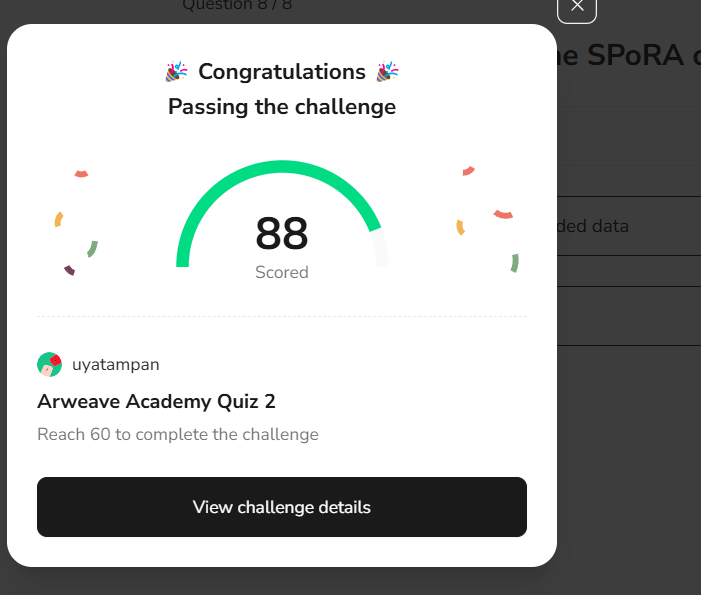 Question 8 / 8
he SPoRA
Congratulations
Passing the challenge
88
Scored
ded data
uyatampan
Arweave Academy Quiz 2
Reach 60 to complete the challenge
View challenge details